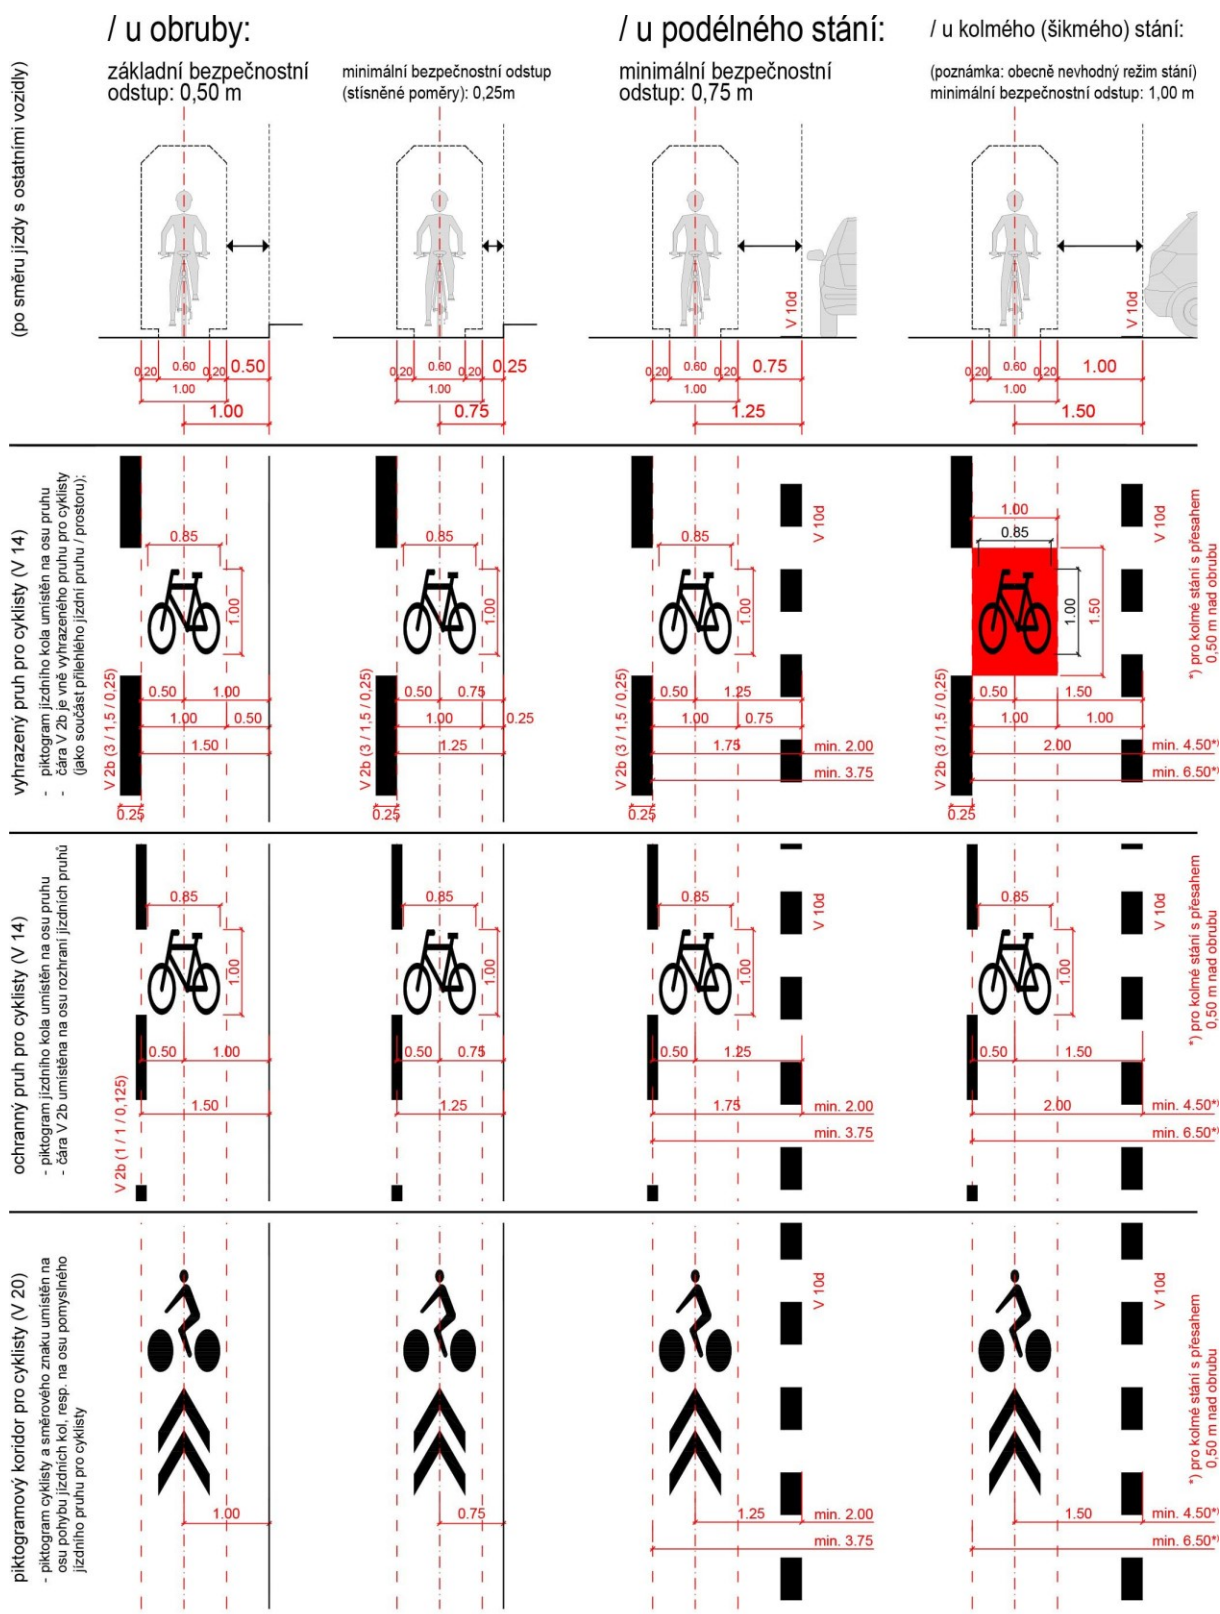 / u obruby:
/ u podélného stání:
/ u kolmého (šikmého) stání:
základní bezpečnostní
odstup: 0,50 m
minimální bezpečnostní odstup
(stísněné poměry): 0,25m
minimální bezpečnostní
odstup: 0,75 m
(poznámka: obecně nevhodný režim stání)
minimální bezpečnostní odstup: 1,00 m
(po směru jízdy s ostatními vozidly)
V 10d
V 10d
0.20 0.60 0.20 0.50
1.00
1.00
0.20 0.60 0.20 0.25
1.00
0.75
0.20 0.60 0.20 0.75
1.00
1.25
0.20 0.60 0.20 1.00
1.00
1.50
vyhrazený pruh pro cyklisty (V 14)
- piktogram jízdního kola umístěn na osu pruhu
- čára V 2b je vně vyhrazeného pruhu pro cyklisty
(jako součást přilehlého jízdní pruhu / prostoru);
V 2b (3 / 1,5 / 0,25)
0.85
1.00
0.50 1.00
1.00 0.50
1.50
0.25
V 2b (3 / 1,5 / 0,25)
0.85
1.00
0.50 0.75
1.00 0.25
1.25
0.25
V 2b (3 / 1,5 / 0,25)
0.85
1.00
V 10d
0.50 1.25
1.00 0.75
1.75 min. 2.00
min. 3.75
0.25
V 2b (3 / 1,5 / 0,25)
1.00
0.85
1.00
1.50
V 10d
0.50 1.50
1.00 1.00
2.00 min. 4.50*)
min. 6.50*)
0.25
*) pro kolmé stání s přesahem
0,50 m nad obrubu
ochranný pruh pro cyklisty (V 14)
- piktogram jízdního kola umístěn na osu pruhu
- čára V 2b umístěna na osu rozhraní jízdních pruhů
V 2b (1 / 1 / 0,125)
0.85
1.00
0.50 1.00
1.50
0.85
1.00
0.50 0.75
1.25
0.85
1.00
V 10d
0.50 1.25
1.75 min. 2.00
min. 3.75
0.85
1.00
V 10d
0.50 1.50
2.00 min. 4.50*)
min. 6.50*)
*) pro kolmé stání s přesahem
0,50 m nad obrubu
piktogramový koridor pro cyklisty (V 20)
- piktogram cyklisty a směrového znaku umístěn na
osu pohybu jízdních kol, resp. na osu pomyslného
jízdního pruhu pro cyklisty
1.00
0.75
V 10d
1.25 min. 2.00
min. 3.75
V 10d
1.50 min. 4.50*)
min. 6.50*)
*) pro kolmé stání s přesahem
0,50 m nad obrubu